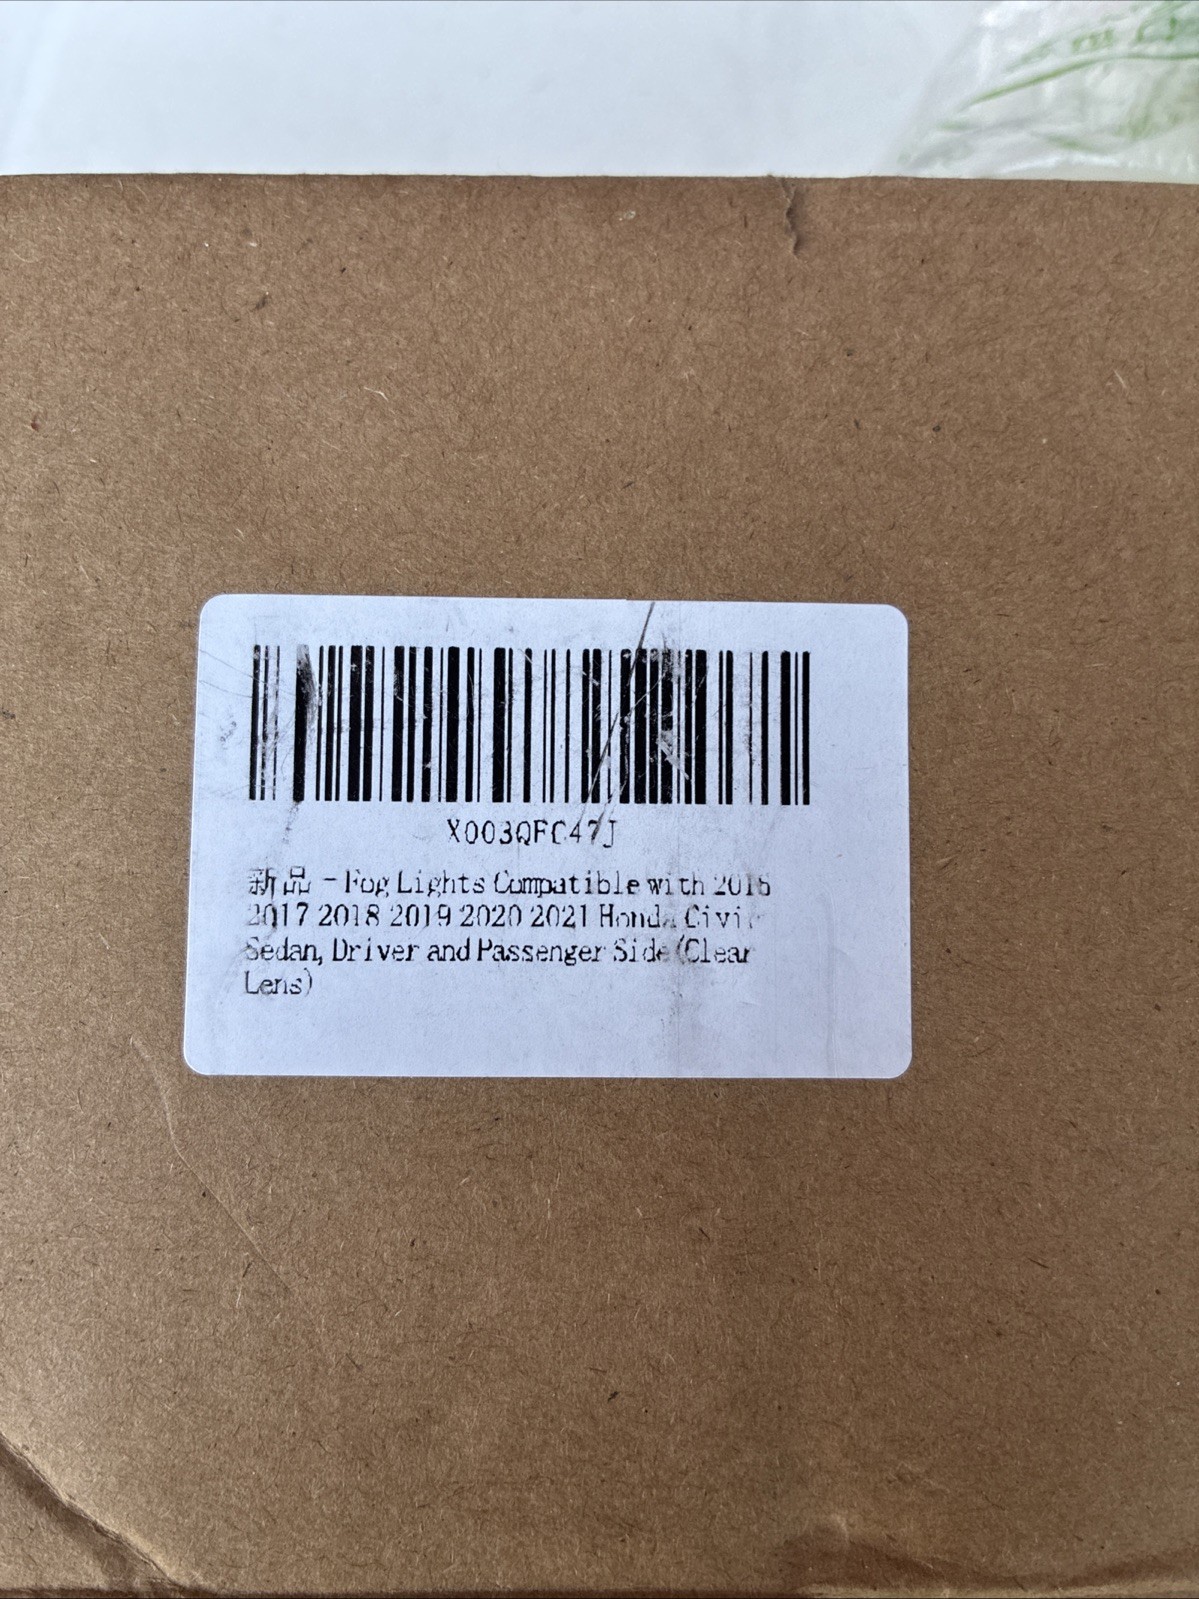 X003QFC47J
新品 - Fog Lights Compatible with 2016
2017 2018 2019 2020 2021 Honda Civic
Sedan, Driver and Passenger Side (Clear
Lens)